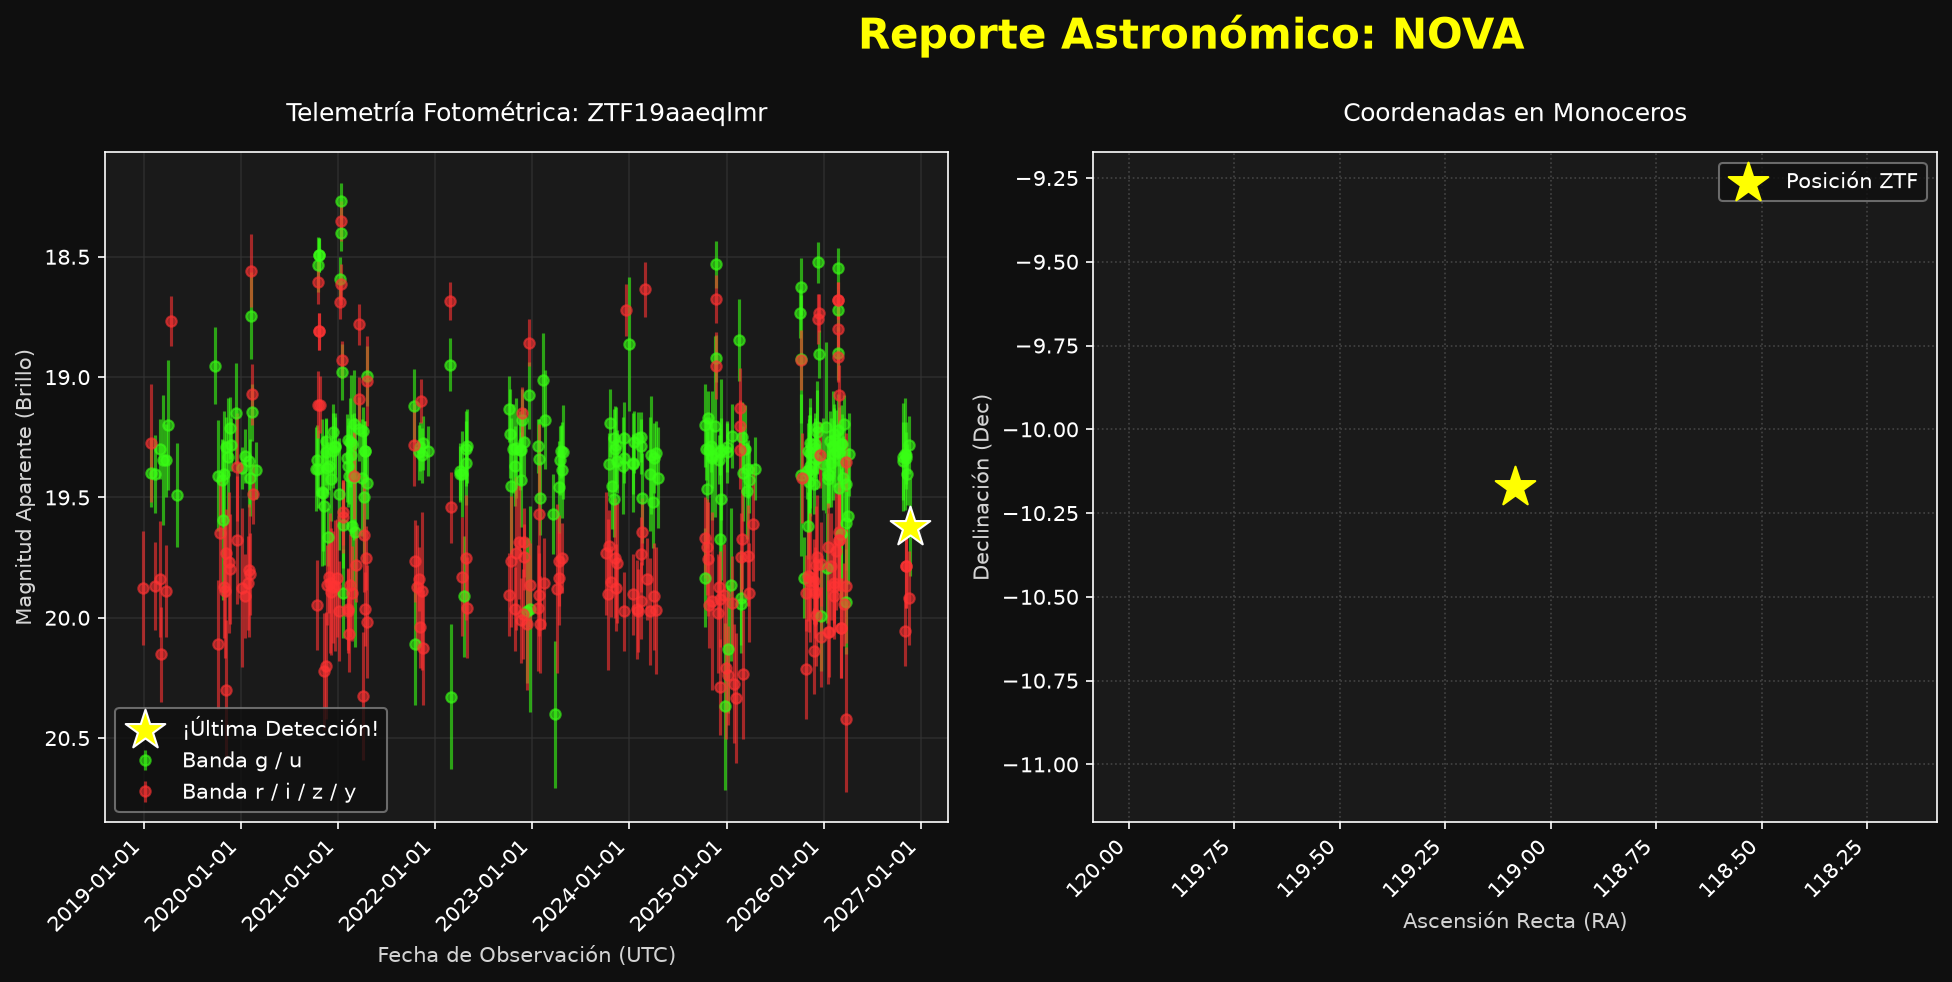 Reporte Astronómico: NOVA
Telemetría Fotométrica: ZTF19aaeqlmr
Magnitud Aparente (Brillo)
18.5
19.0
19.5
20.0
20.5
¡Última Detección!
Banda g / u
Banda r / i / z / y
2019-01-01
2020-01-01
2021-01-01
2022-01-01
2023-01-01
2024-01-01
2025-01-01
2026-01-01
2027-01-01
Fecha de Observación (UTC)
Coordenadas en Monoceros
Posición ZTF
Declinación (Dec)
−9.25
−9.50
−9.75
−10.00
−10.25
−10.50
−10.75
−11.00
120.00
119.75
119.50
119.25
119.00
118.75
118.50
118.25
Ascensión Recta (RA)